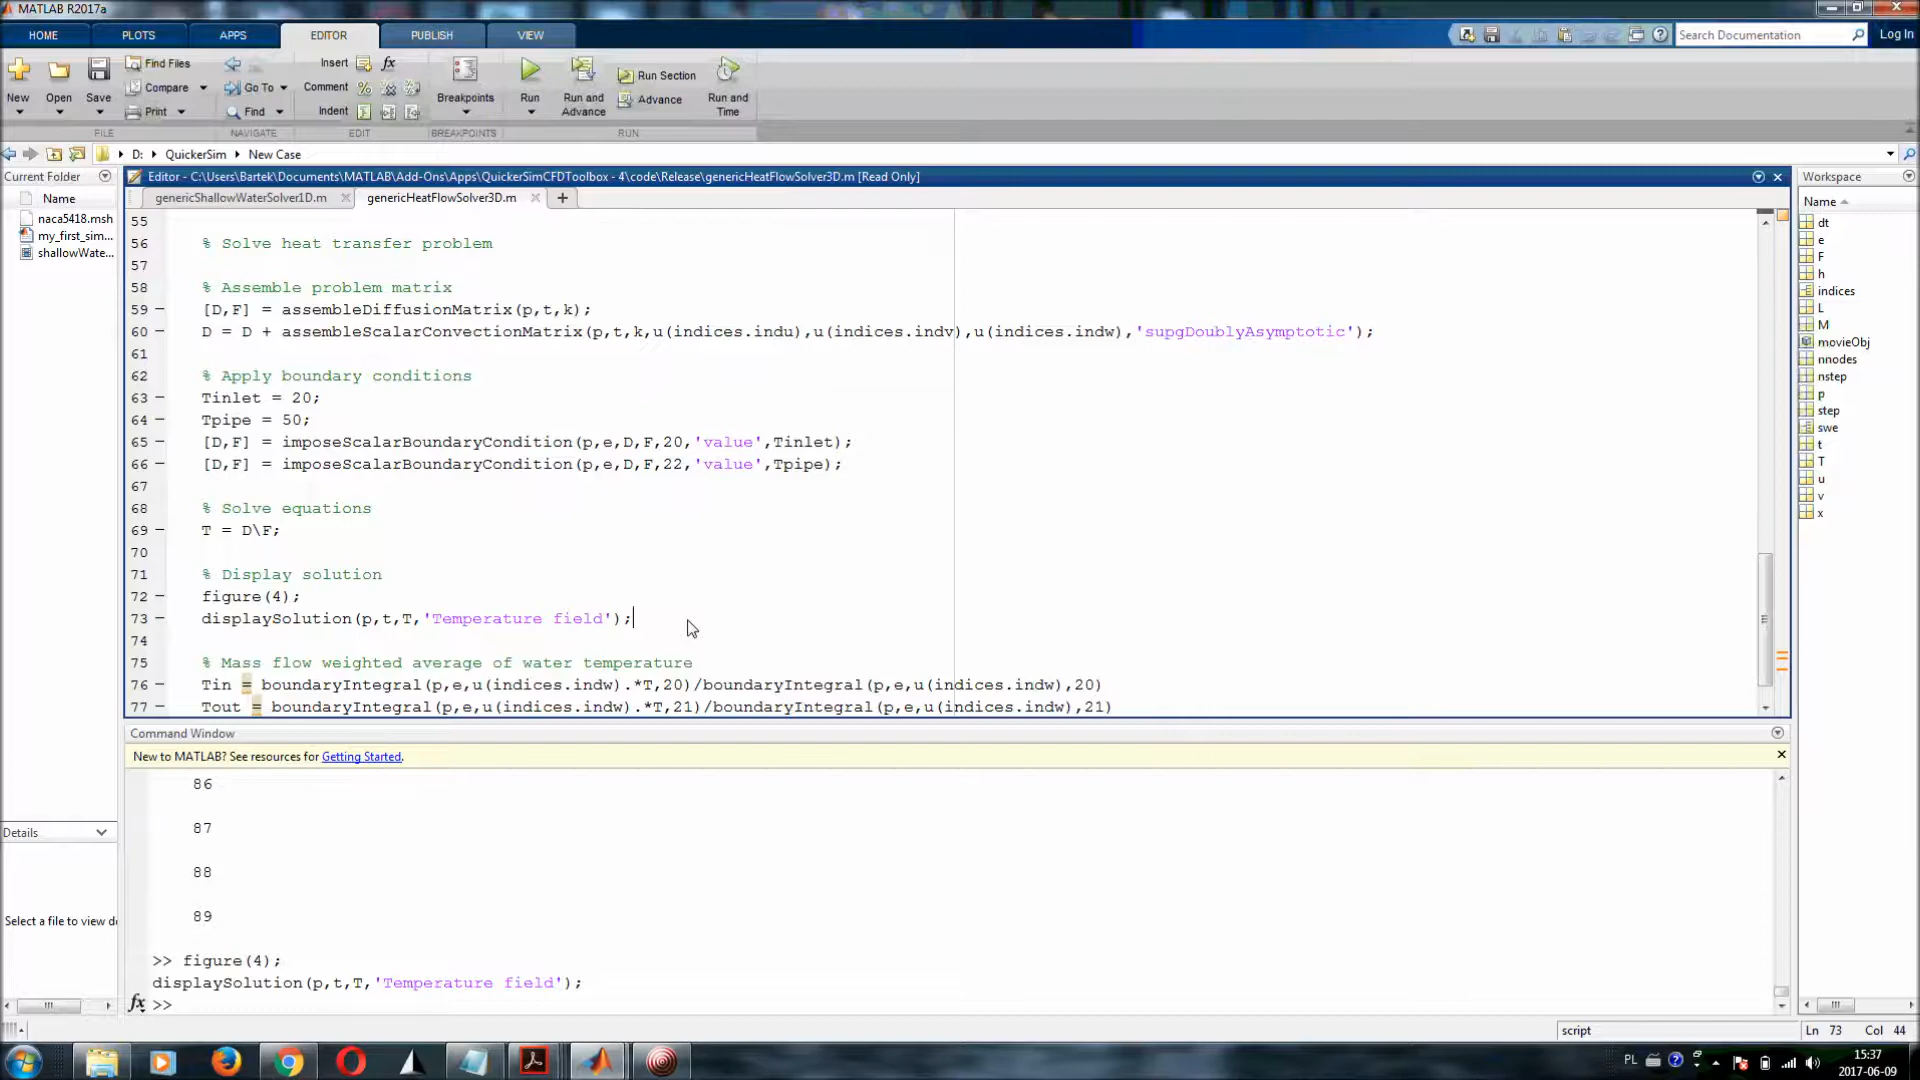 MATLAB R2017a
HOME PLOTS APPS EDITOR PUBLISH VIEW
Search Documentation Log In
New Open Save Find Files Compare Print
Go To Find
Insert fx
Comment
Indent
Breakpoints Run Run and Advance Run Section Advance Run and Time
FILE NAVIGATE EDIT BREAKPOINTS RUN
D: QuickerSim New Case
Current Folder
Name
naca5418.msh
my_first_sim...
shallowWate...
Details
Select a file to view de
Editor - C:\Users\Bartek\Documents\MATLAB\Add-Ons\Apps\QuickerSimCFDToolbox - 4\code\Release\genericHeatFlowSolver3D.m [Read Only]
genericShallowWaterSolver1D.m genericHeatFlowSolver3D.m
55
56 % Solve heat transfer problem
57
58 % Assemble problem matrix
59 [D,F] = assembleDiffusionMatrix(p,t,k);
60 D = D + assembleScalarConvectionMatrix(p,t,k,u(indices.indu),u(indices.indv),u(indices.indw),'supgDoublyAsymptotic');
61
62 % Apply boundary conditions
63 Tinlet = 20;
64 Tpipe = 50;
65 [D,F] = imposeScalarBoundaryCondition(p,e,D,F,20,'value',Tinlet);
66 [D,F] = imposeScalarBoundaryCondition(p,e,D,F,22,'value',Tpipe);
67
68 % Solve equations
69 T = D\F;
70
71 % Display solution
72 figure(4);
73 displaySolution(p,t,T,'Temperature field');
74
75 % Mass flow weighted average of water temperature
76 Tin = boundaryIntegral(p,e,u(indices.indw).*T,20)/boundaryIntegral(p,e,u(indices.indw),20)
77 Tout = boundaryIntegral(p,e,u(indices.indw).*T,21)/boundaryIntegral(p,e,u(indices.indw),21)
Command Window
New to MATLAB? See resources for Getting Started.
86
87
88
89
>> figure(4);
displaySolution(p,t,T,'Temperature field');
fx >>
Workspace
Name
dt
e
F
h
indices
L
M
movieObj
nnodes
nstep
p
step
swe
t
T
u
v
x
script Ln 73 Col 44
PL
15:37
2017-06-09